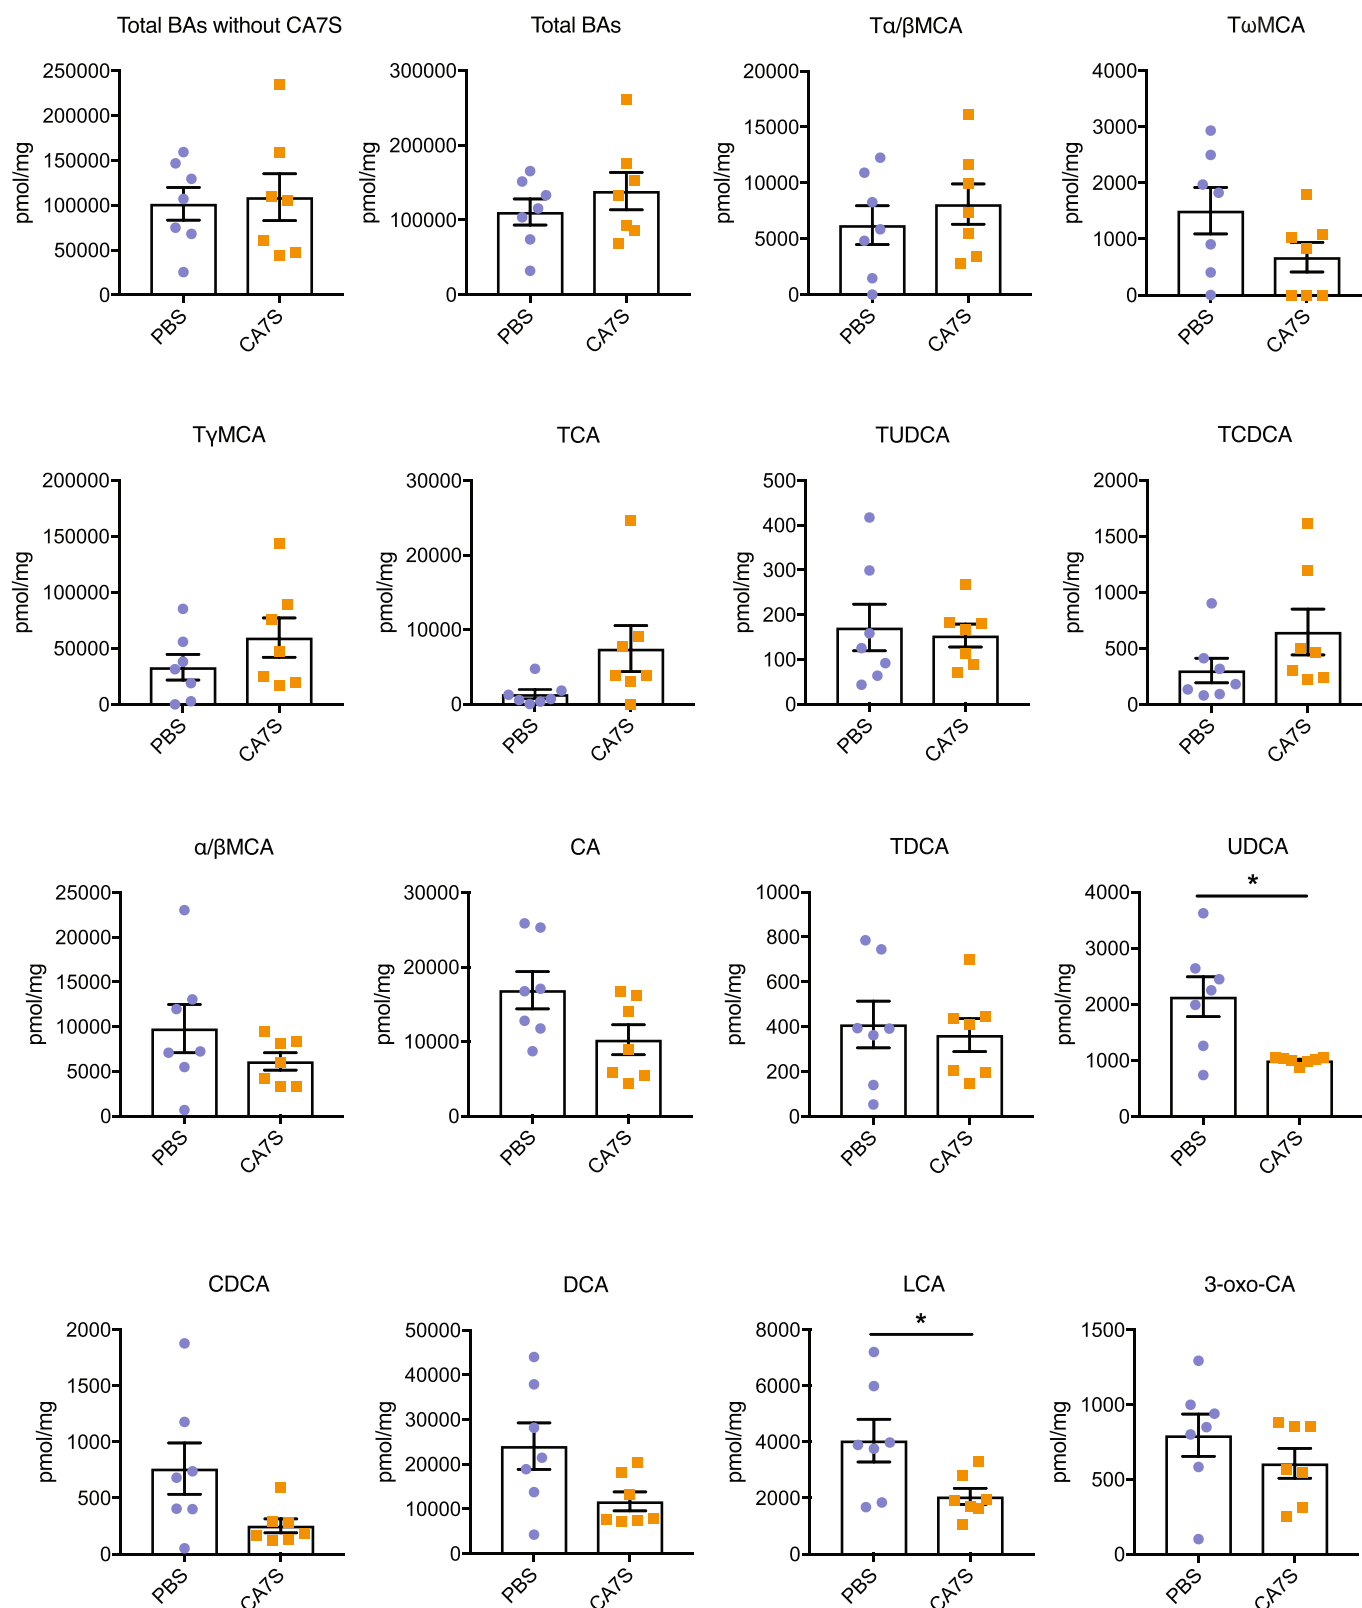 Total BAs without CA7S
250000
200000
150000
100000
50000
0
pmol/mg
PBS
CA7S
Total BAs
300000
200000
100000
0
pmol/mg
PBS
CA7S
Tα/βMCA
20000
15000
10000
5000
0
pmol/mg
PBS
CA7S
TωMCA
4000
3000
2000
1000
0
pmol/mg
PBS
CA7S
TγMCA
200000
150000
100000
50000
0
pmol/mg
PBS
CA7S
TCA
30000
20000
10000
0
pmol/mg
PBS
CA7S
TUDCA
500
400
300
200
100
0
pmol/mg
PBS
CA7S
TCDCA
2000
1500
1000
500
0
pmol/mg
PBS
CA7S
α/βMCA
25000
20000
15000
10000
5000
0
pmol/mg
PBS
CA7S
CA
30000
20000
10000
0
pmol/mg
PBS
CA7S
TDCA
1000
800
600
400
200
0
pmol/mg
PBS
CA7S
UDCA
*
4000
3000
2000
1000
0
pmol/mg
PBS
CA7S
CDCA
2000
1500
1000
500
0
pmol/mg
PBS
CA7S
DCA
50000
40000
30000
20000
10000
0
pmol/mg
PBS
CA7S
LCA
*
8000
6000
4000
2000
0
pmol/mg
PBS
CA7S
3-oxo-CA
1500
1000
500
0
pmol/mg
PBS
CA7S